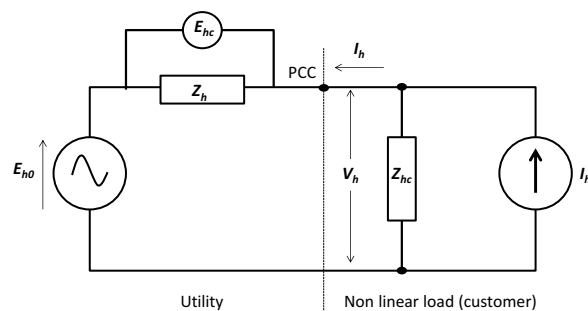 E_hc
I_h
PCC
Z_h
E_h0
V_h
Z_hc
I_h
Utility
Non linear load (customer)